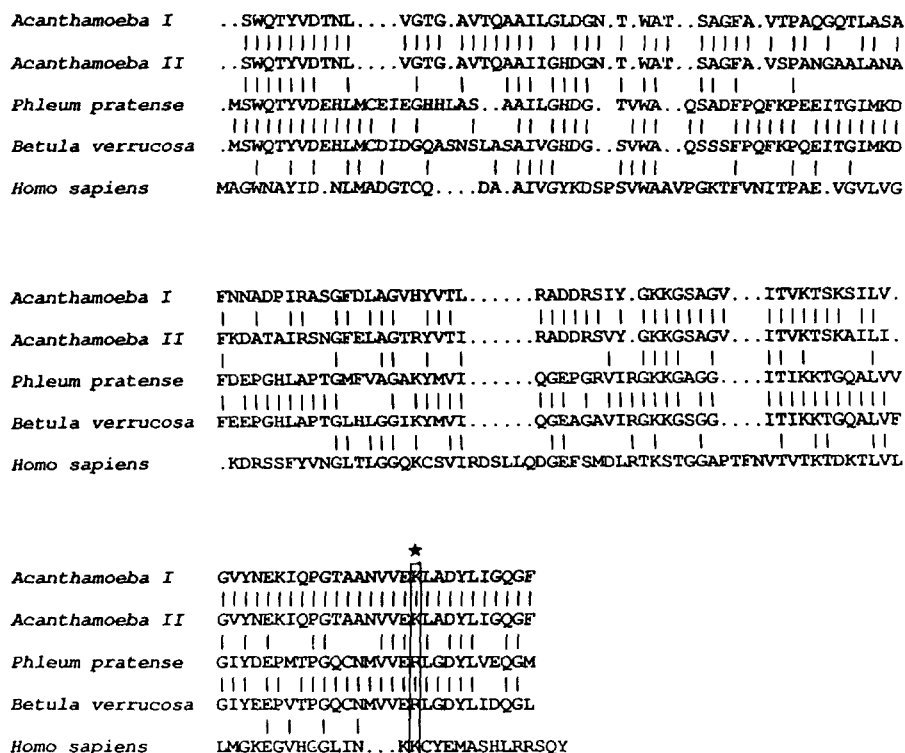 Acanthamoeba I ..SWQTYVDTNL....VGTG.AVTQAAILGLDGN.T.WAT..SAGFA.VTPAQGQTLASA
Acanthamoeba II ..SWQTYVDTNL....VGTG.AVTQAAIIGHDGN.T.WAT..SAGFA.VSPANGAALANA
Phleum pratense .MSWQTYVDEHLMCEIEGHHLAS..AAILGHDG..TVWA..QSADFPQFKPEEITGIMKD
Betula verrucosa .MSWQTYVDEHLMCDIDGQASNSLASAIVGHDG..SVWA..QSSSFPQFKPQEITGIMKD
Homo sapiens MAGWNAYID.NLMADGTCQ....DA.AIVGYKDSPSVWAAVPGKTFVNITPAE.VGVLVG
Acanthamoeba I FNNADPIRASGFDLAGVHYVTL......RADDRSIY.GKKGSAGV...ITVKTSKSILV.
Acanthamoeba II FKDATAIRSNGFELAGTRYVTI......RADDRSVY.GKKGSAGV...ITVKTSKAILI.
Phleum pratense FDEPGHLAPTGMFVAGAKYMVI......QGEPGRVIRGKKGAGG....ITIKKTGQALVV
Betula verrucosa FEEPGHLAPTGLHLGGIKYMVI......QGEAGAVIRGKKGSGG....ITIKKTGQALVF
Homo sapiens .KDRSSFYVNGLTLGGQKCSVIRDSLLQDGEFSMDLRTKSTGGAPTFNVTVTKTDKTLVL
★
Acanthamoeba I GVYNEKIQPGTAANVVEKLADYLIGQGF
Acanthamoeba II GVYNEKIQPGTAANVVEKLADYLIGQGF
Phleum pratense GIYDEPMTPGQCNMVVERLGDYLVEQGM
Betula verrucosa GIYEEPVTPGQCNMVVERLGDYLIDQGL
Homo sapiens LMGKEGVHGGLIN...KKCYEMASHLRRSQY